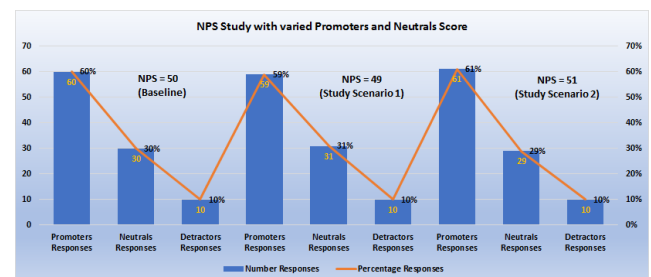 NPS Study with varied Promoters and Neutrals Score
70
60
50
40
30
20
10
0
70%
60%
50%
40%
30%
20%
10%
0%
60%
60
30%
30
10%
10
59%
59
31%
31
10%
10
61%
61
29%
29
10%
10
NPS = 50
(Baseline)
NPS = 49
(Study Scenario 1)
NPS = 51
(Study Scenario 2)
Promoters
Responses
Neutrals
Responses
Detractors
Responses
Promoters
Responses
Neutrals
Responses
Detractors
Responses
Promoters
Responses
Neutrals
Responses
Detractors
Responses
Number Responses
Percentage Responses